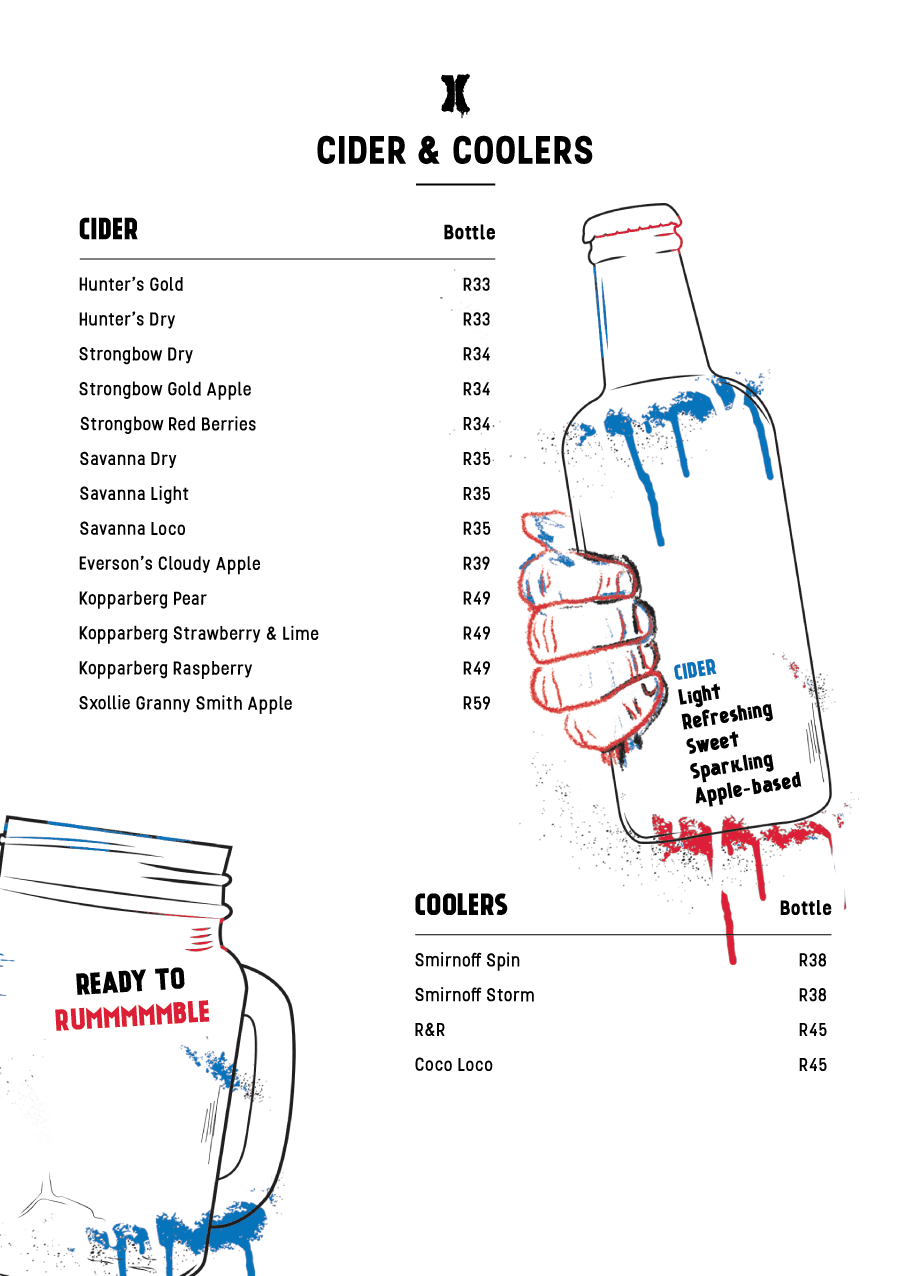 CIDER & COOLERS
CIDER Bottle
Hunter's Gold R33
Hunter's Dry R33
Strongbow Dry R34
Strongbow Gold Apple R34
Strongbow Red Berries R34
Savanna Dry R35
Savanna Light R35
Savanna Loco R35
Everson's Cloudy Apple R39
Kopparberg Pear R49
Kopparberg Strawberry & Lime R49
Kopparberg Raspberry R49
Sxollie Granny Smith Apple R59
CIDER
Light
Refreshing
Sweet
Sparkling
Apple-based
COOLERS Bottle
Smirnoff Spin R38
Smirnoff Storm R38
R&R R45
Coco Loco R45
READY TO
RUMMMMMBLE